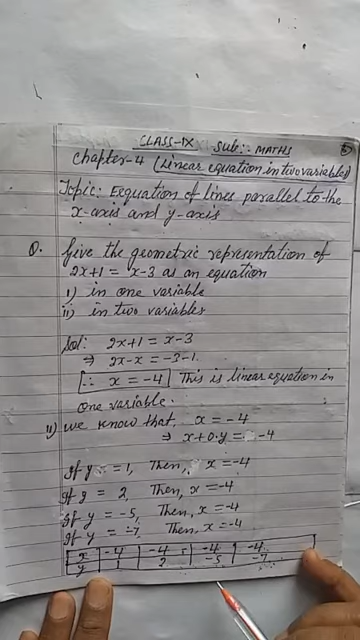 CLASS-IX Sub:- MATHS
Chapter-4 (Linear equation in two variables)
Topic: Eequation of lines parallel to the
x-axis and y-axis
Q. Give the geometric representation of
2x+1 = x-3 as an equation
i) in one variable
ii) in two variables
Sol: 2x+1 = x-3
⇒ 2x-x = -3-1
∴ x = -4 This is linear equation in
one variable.
ii) we know that, x = -4
⇒ x+0.y = -4
If y = 1, Then, x = -4
If y = 2, Then, x = -4
If y = -5, Then, x = -4
If y = -7, Then, x = -4
x -4 -4 -4 -4
y 1 2 -5 -7